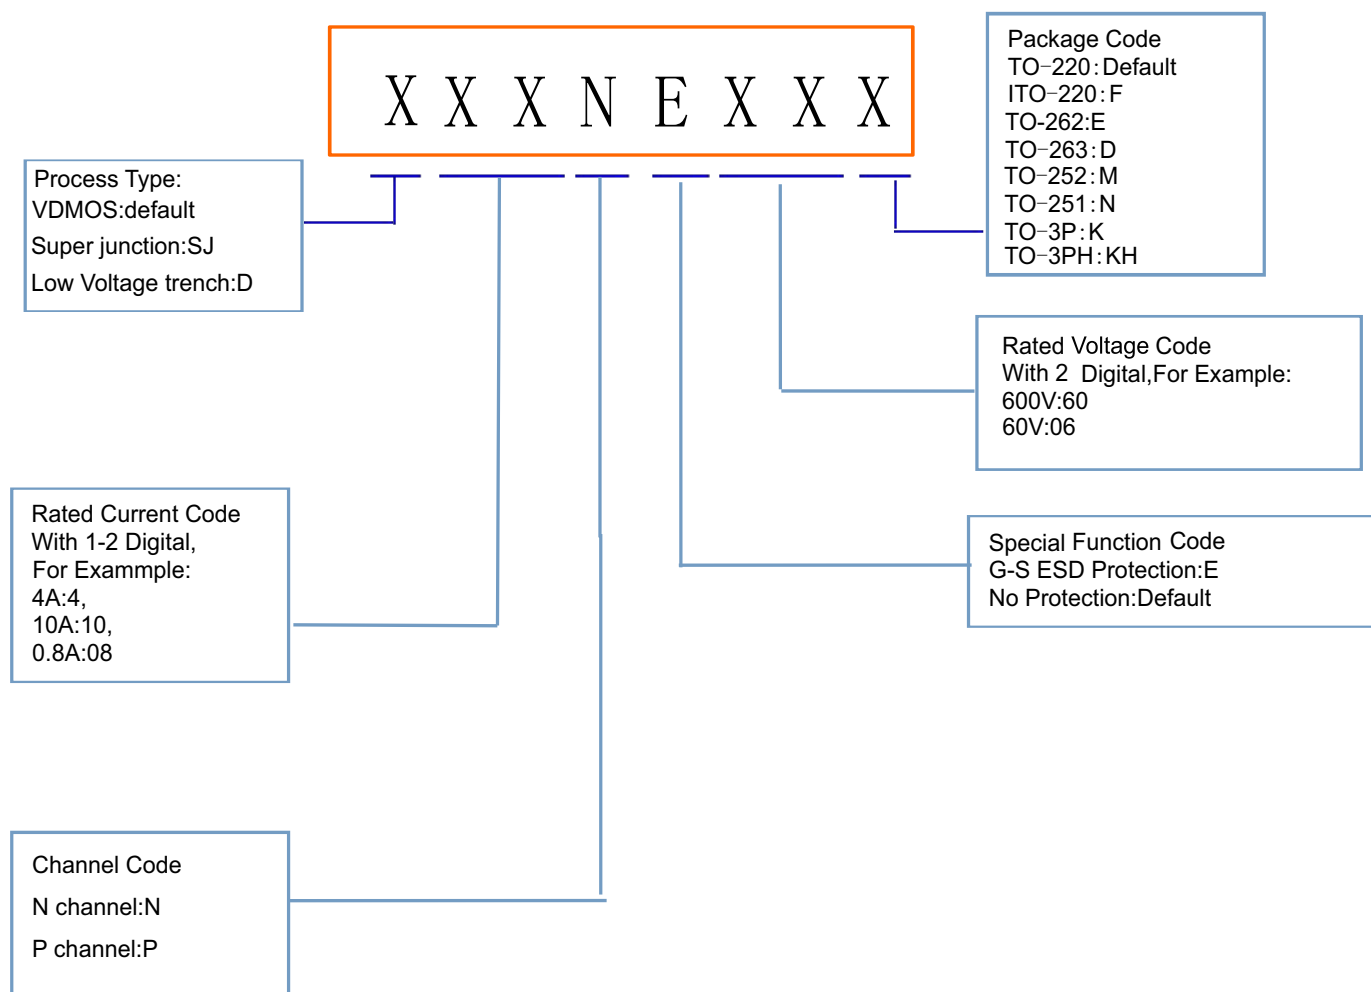 X X X N E X X X
Process Type:
VDMOS:default
Super junction:SJ
Low Voltage trench:D
Package Code
TO-220:Default
ITO-220:F
TO-262:E
TO-263:D
TO-252:M
TO-251:N
TO-3P:K
TO-3PH:KH
Rated Voltage Code
With 2 Digital,For Example:
600V:60
60V:06
Rated Current Code
With 1-2 Digital,
For Exammple:
4A:4,
10A:10,
0.8A:08
Special Function Code
G-S ESD Protection:E
No Protection:Default
Channel Code
N channel:N
P channel:P